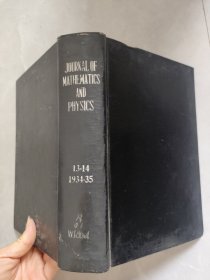 JOURNAL OF
MATHEMATICS
AND
PHYSICS
13-14
1934-35